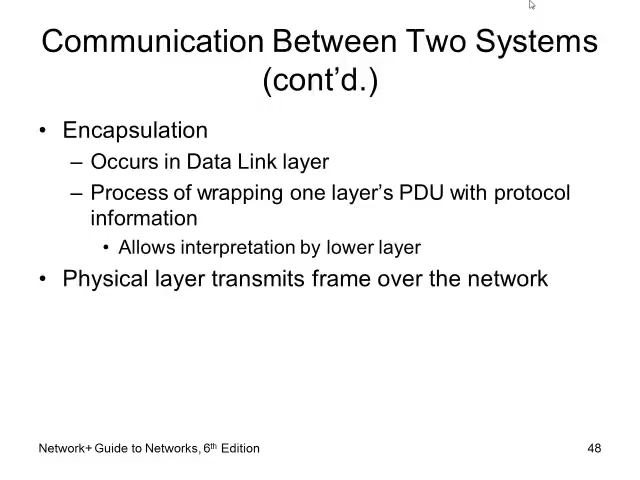 Communication Between Two Systems
(cont’d.)
• Encapsulation
– Occurs in Data Link layer
– Process of wrapping one layer’s PDU with protocol
information
• Allows interpretation by lower layer
• Physical layer transmits frame over the network
Network+ Guide to Networks, 6th Edition
48